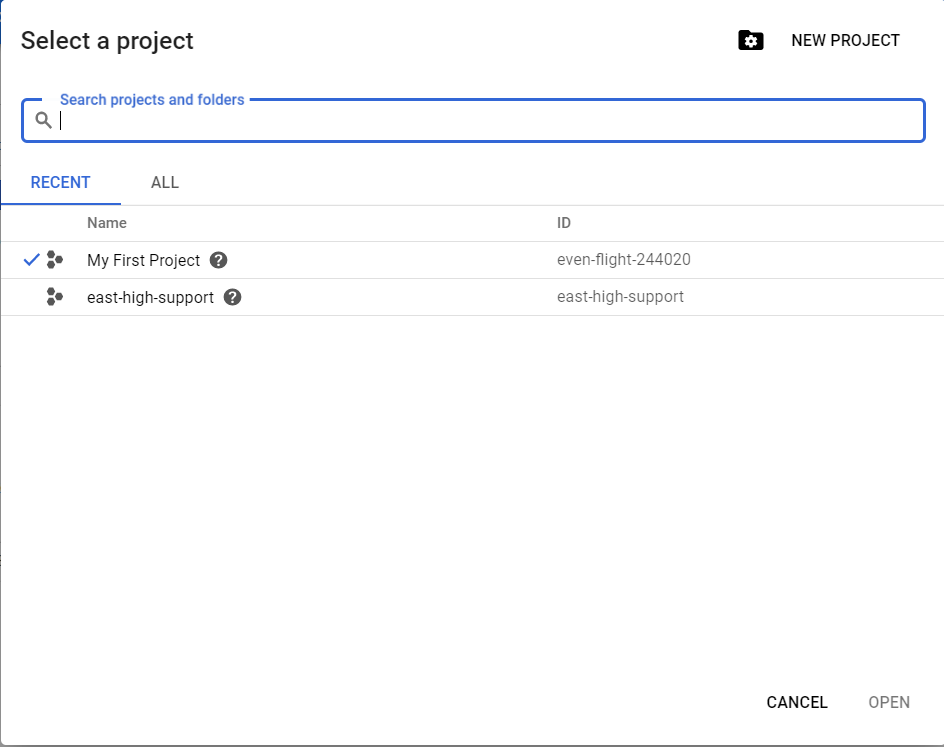 Select a project
NEW PROJECT
Search projects and folders
RECENT ALL
Name ID
My First Project even-flight-244020
east-high-support east-high-support
CANCEL OPEN